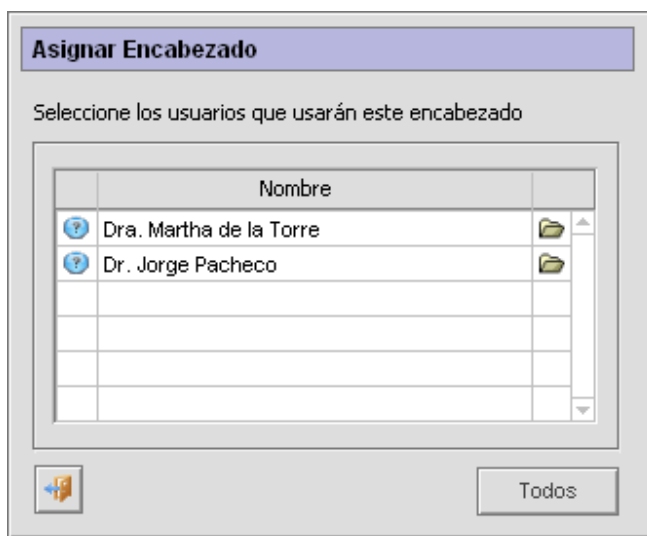 Asignar Encabezado
Seleccione los usuarios que usarán este encabezado
Nombre
Dra. Martha de la Torre
Dr. Jorge Pacheco
Todos